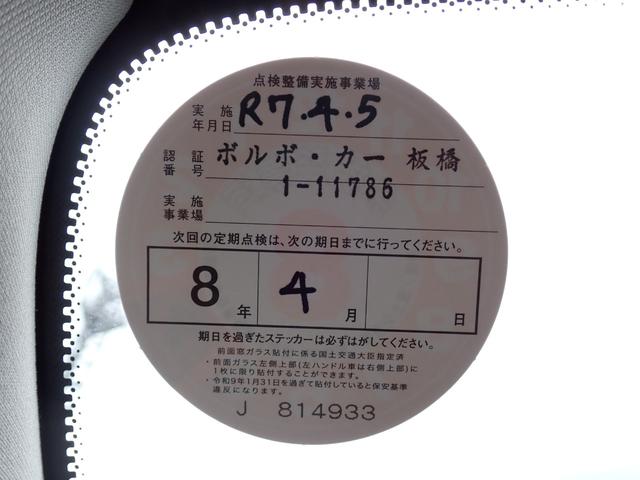 点検整備実施事業場
実施年月日 R7.4.5
認証番号 ボルボ・カー 板橋
1-11786
実施事業場
次回の定期点検は、次の期日までに行ってください。
8年 4月 日
期日を過ぎたステッカーは必ずはがしてください。
前面窓ガラス貼付に係る国土交通大臣指定済
・前面ガラス左側上部(左ハンドル車は右側上部)に
1枚に限り貼付することができます。
・令和9年1月31日を過ぎて貼付していると保安基準
違反になります。
J 814933